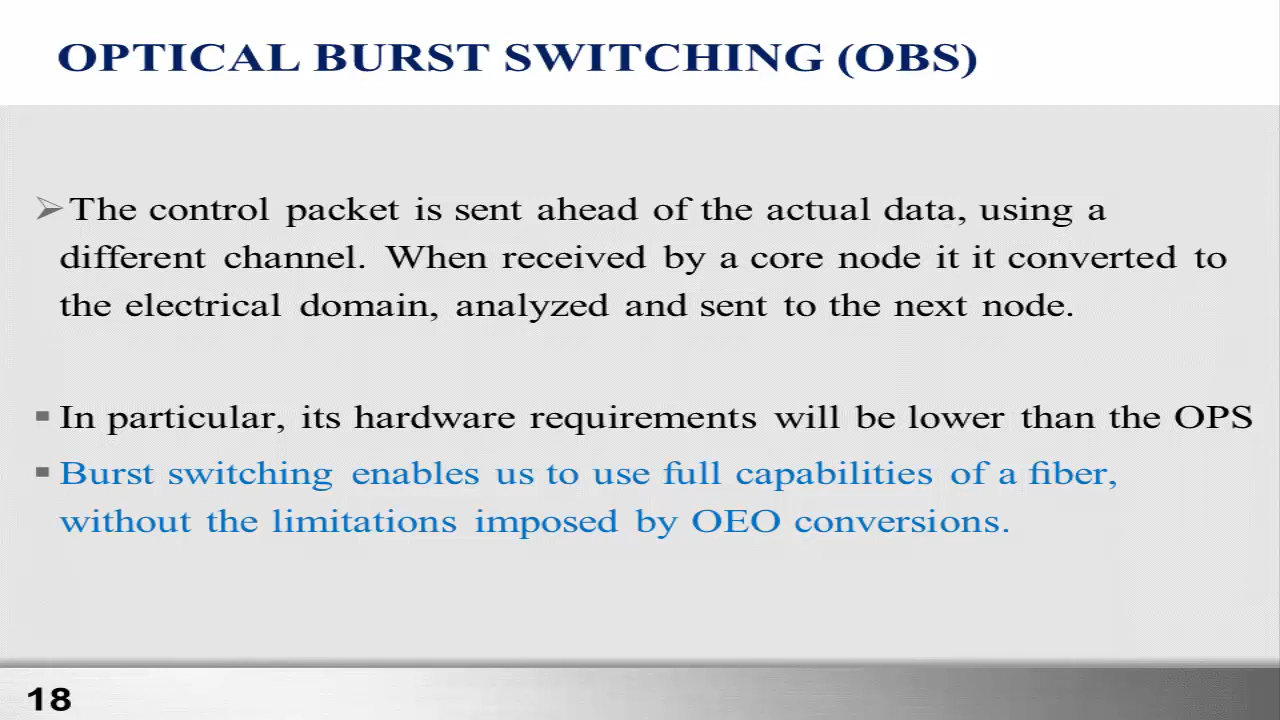 OPTICAL BURST SWITCHING (OBS)
The control packet is sent ahead of the actual data, using a
different channel. When received by a core node it it converted to
the electrical domain, analyzed and sent to the next node.
In particular, its hardware requirements will be lower than the OPS
Burst switching enables us to use full capabilities of a fiber,
without the limitations imposed by OEO conversions.
18